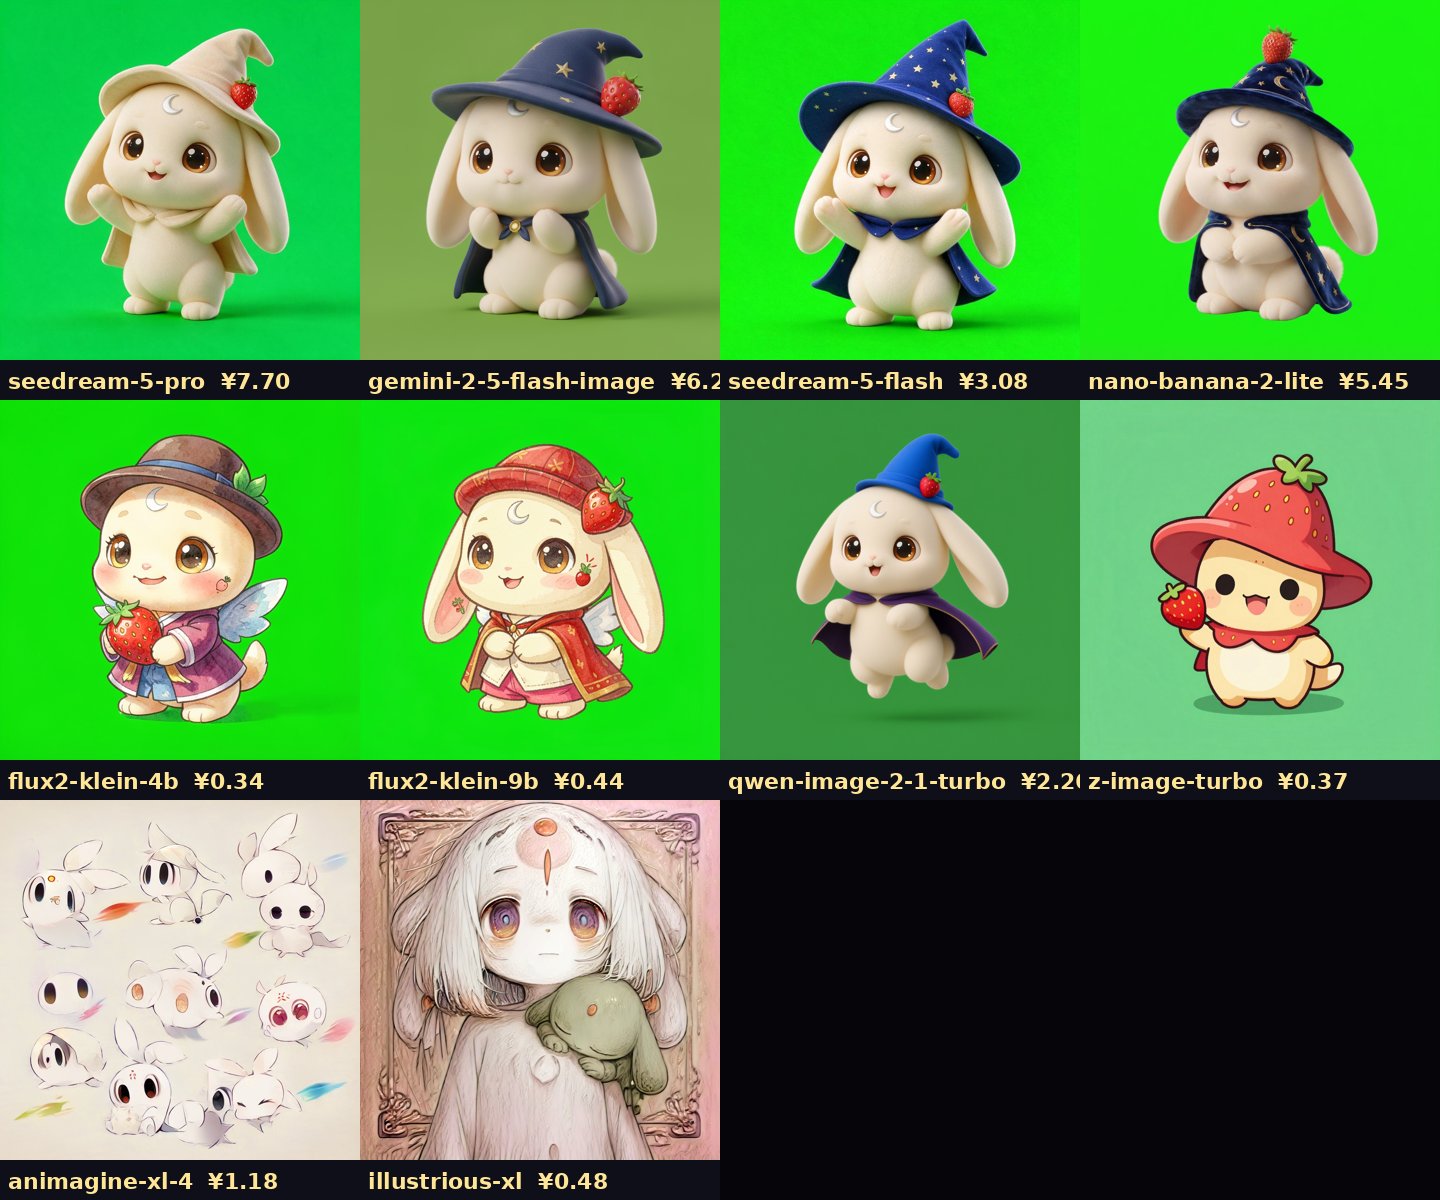 seedream-5-pro ¥7.70
gemini-2-5-flash-image ¥6.2
seedream-5-flash ¥3.08
nano-banana-2-lite ¥5.45
flux2-klein-4b ¥0.34
flux2-klein-9b ¥0.44
qwen-image-2-1-turbo ¥2.2
z-image-turbo ¥0.37
animagine-xl-4 ¥1.18
illustrious-xl ¥0.48